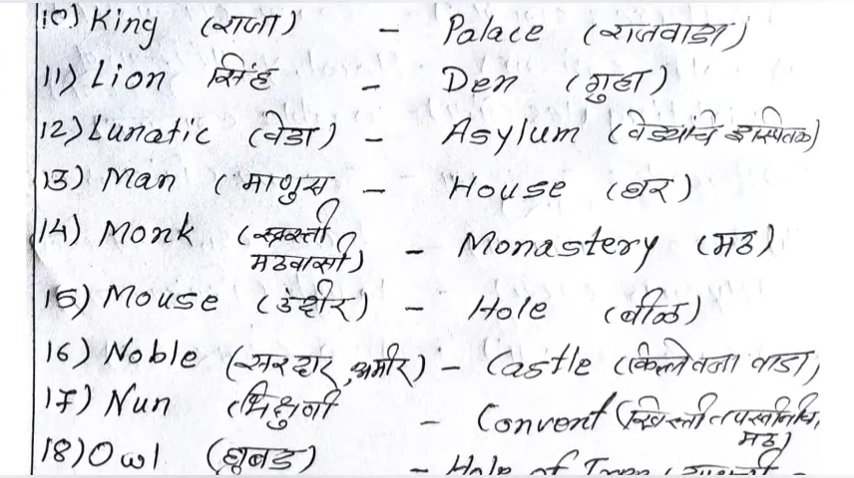 10) King (राजा) - Palace (राजवाडा)
11) Lion सिंह - Den (गुहा)
12) Lunatic (वेडा) - Asylum (वेड्यांचे इस्पितळ)
13) Man (माणुस - House (घर)
14) Monk (ख्रिस्ती - Monastery (मठ)
मठवासी)
15) Mouse (उंदीर) - Hole (बीळ)
16) Noble (सरदार, अमीर) - Castle (किल्लेवजा वाडा)
17) Nun (भिक्षुणी - Convent (ख्रिस्ती
मठ)
18) Owl (घुबड) - Hole of Tree